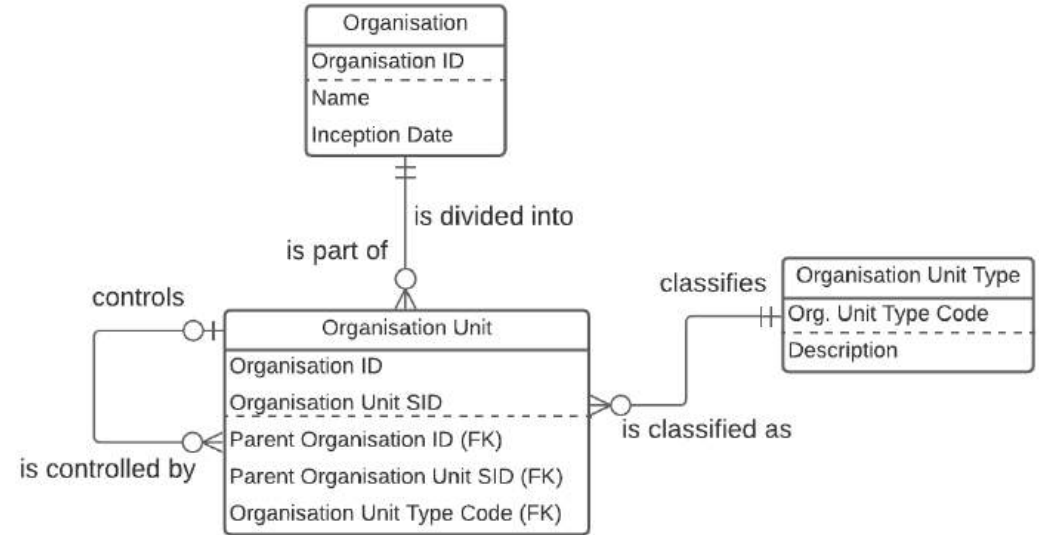 Organisation
Organisation ID
Name
Inception Date
is divided into
is part of
controls
is controlled by
Organisation Unit
Organisation ID
Organisation Unit SID
Parent Organisation ID (FK)
Parent Organisation Unit SID (FK)
Organisation Unit Type Code (FK)
classifies
is classified as
Organisation Unit Type
Org. Unit Type Code
Description